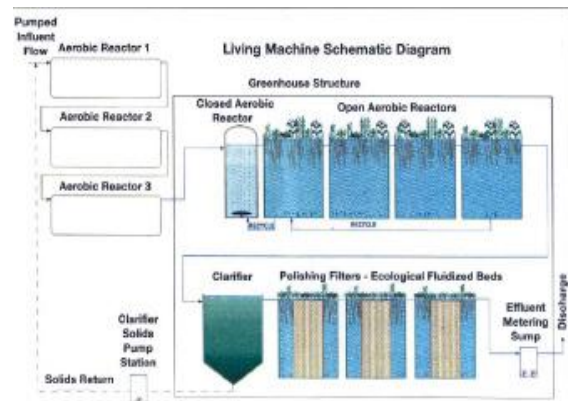 Pumped
Influent
Flow
Aerobic Reactor 1
Living Machine Schematic Diagram
Greenhouse Structure
Closed Aerobic
Reactor
Open Aerobic Reactors
Aerobic Reactor 2
Aerobic Reactor 3
RECYCLE
RECYCLE
Clarifier
Polishing Filters - Ecological Fluidized Beds
Effluent
Metering
Sump
Discharge
Clarifier
Solids
Pump
Station
Solids Return